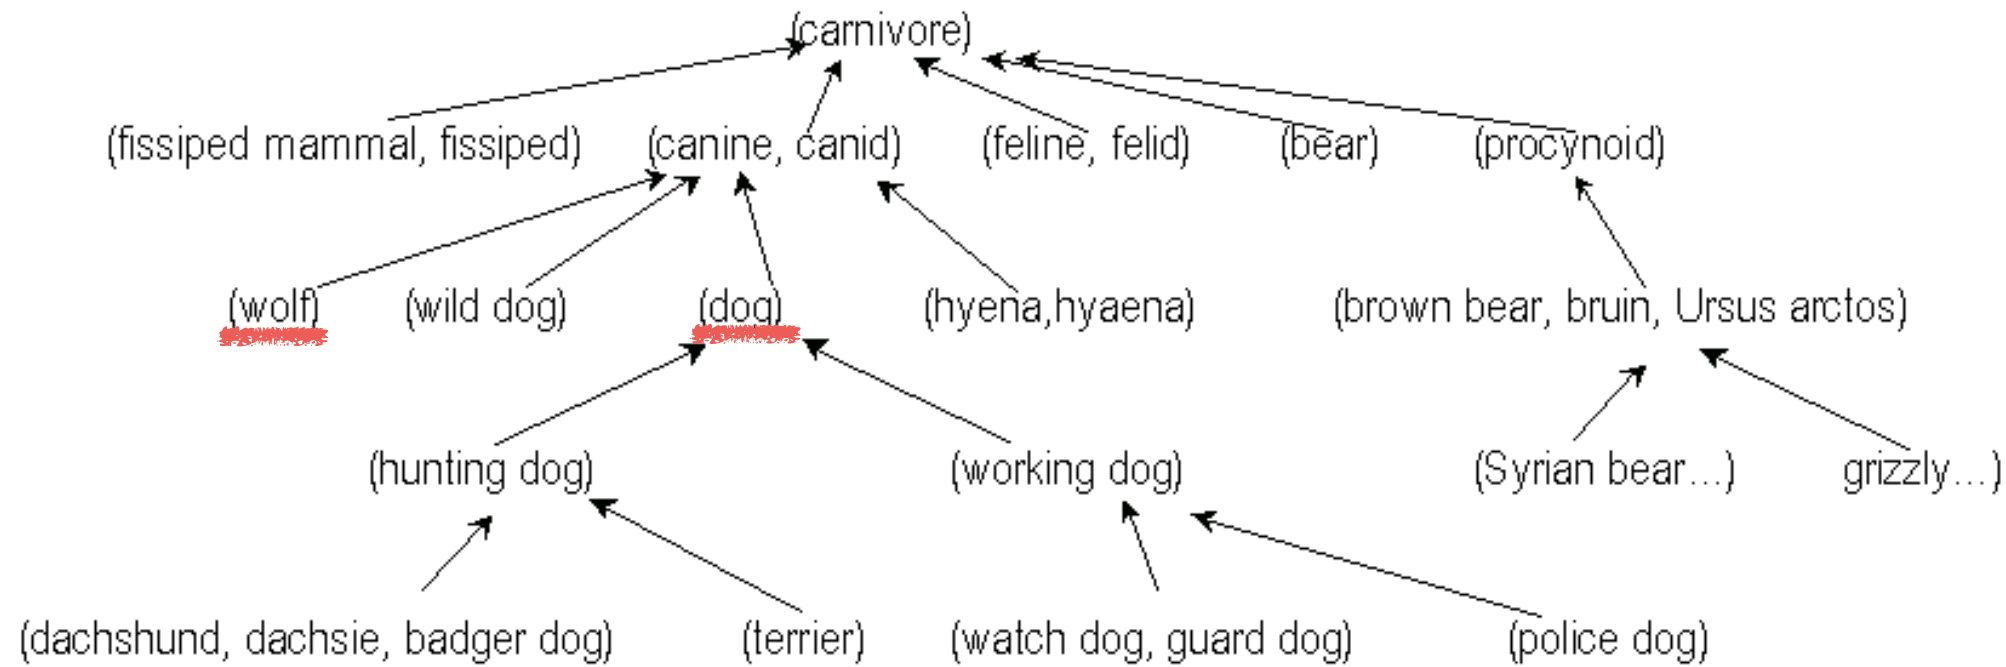 (carnivore)
(fissiped mammal, fissiped) (canine, canid) (feline, felid) (bear) (procynoid)
(wolf) (wild dog) (dog) (hyena,hyaena) (brown bear, bruin, Ursus arctos)
(hunting dog) (working dog) (Syrian bear...) grizzly...)
(dachshund, dachsie, badger dog) (terrier) (watch dog, guard dog) (police dog)